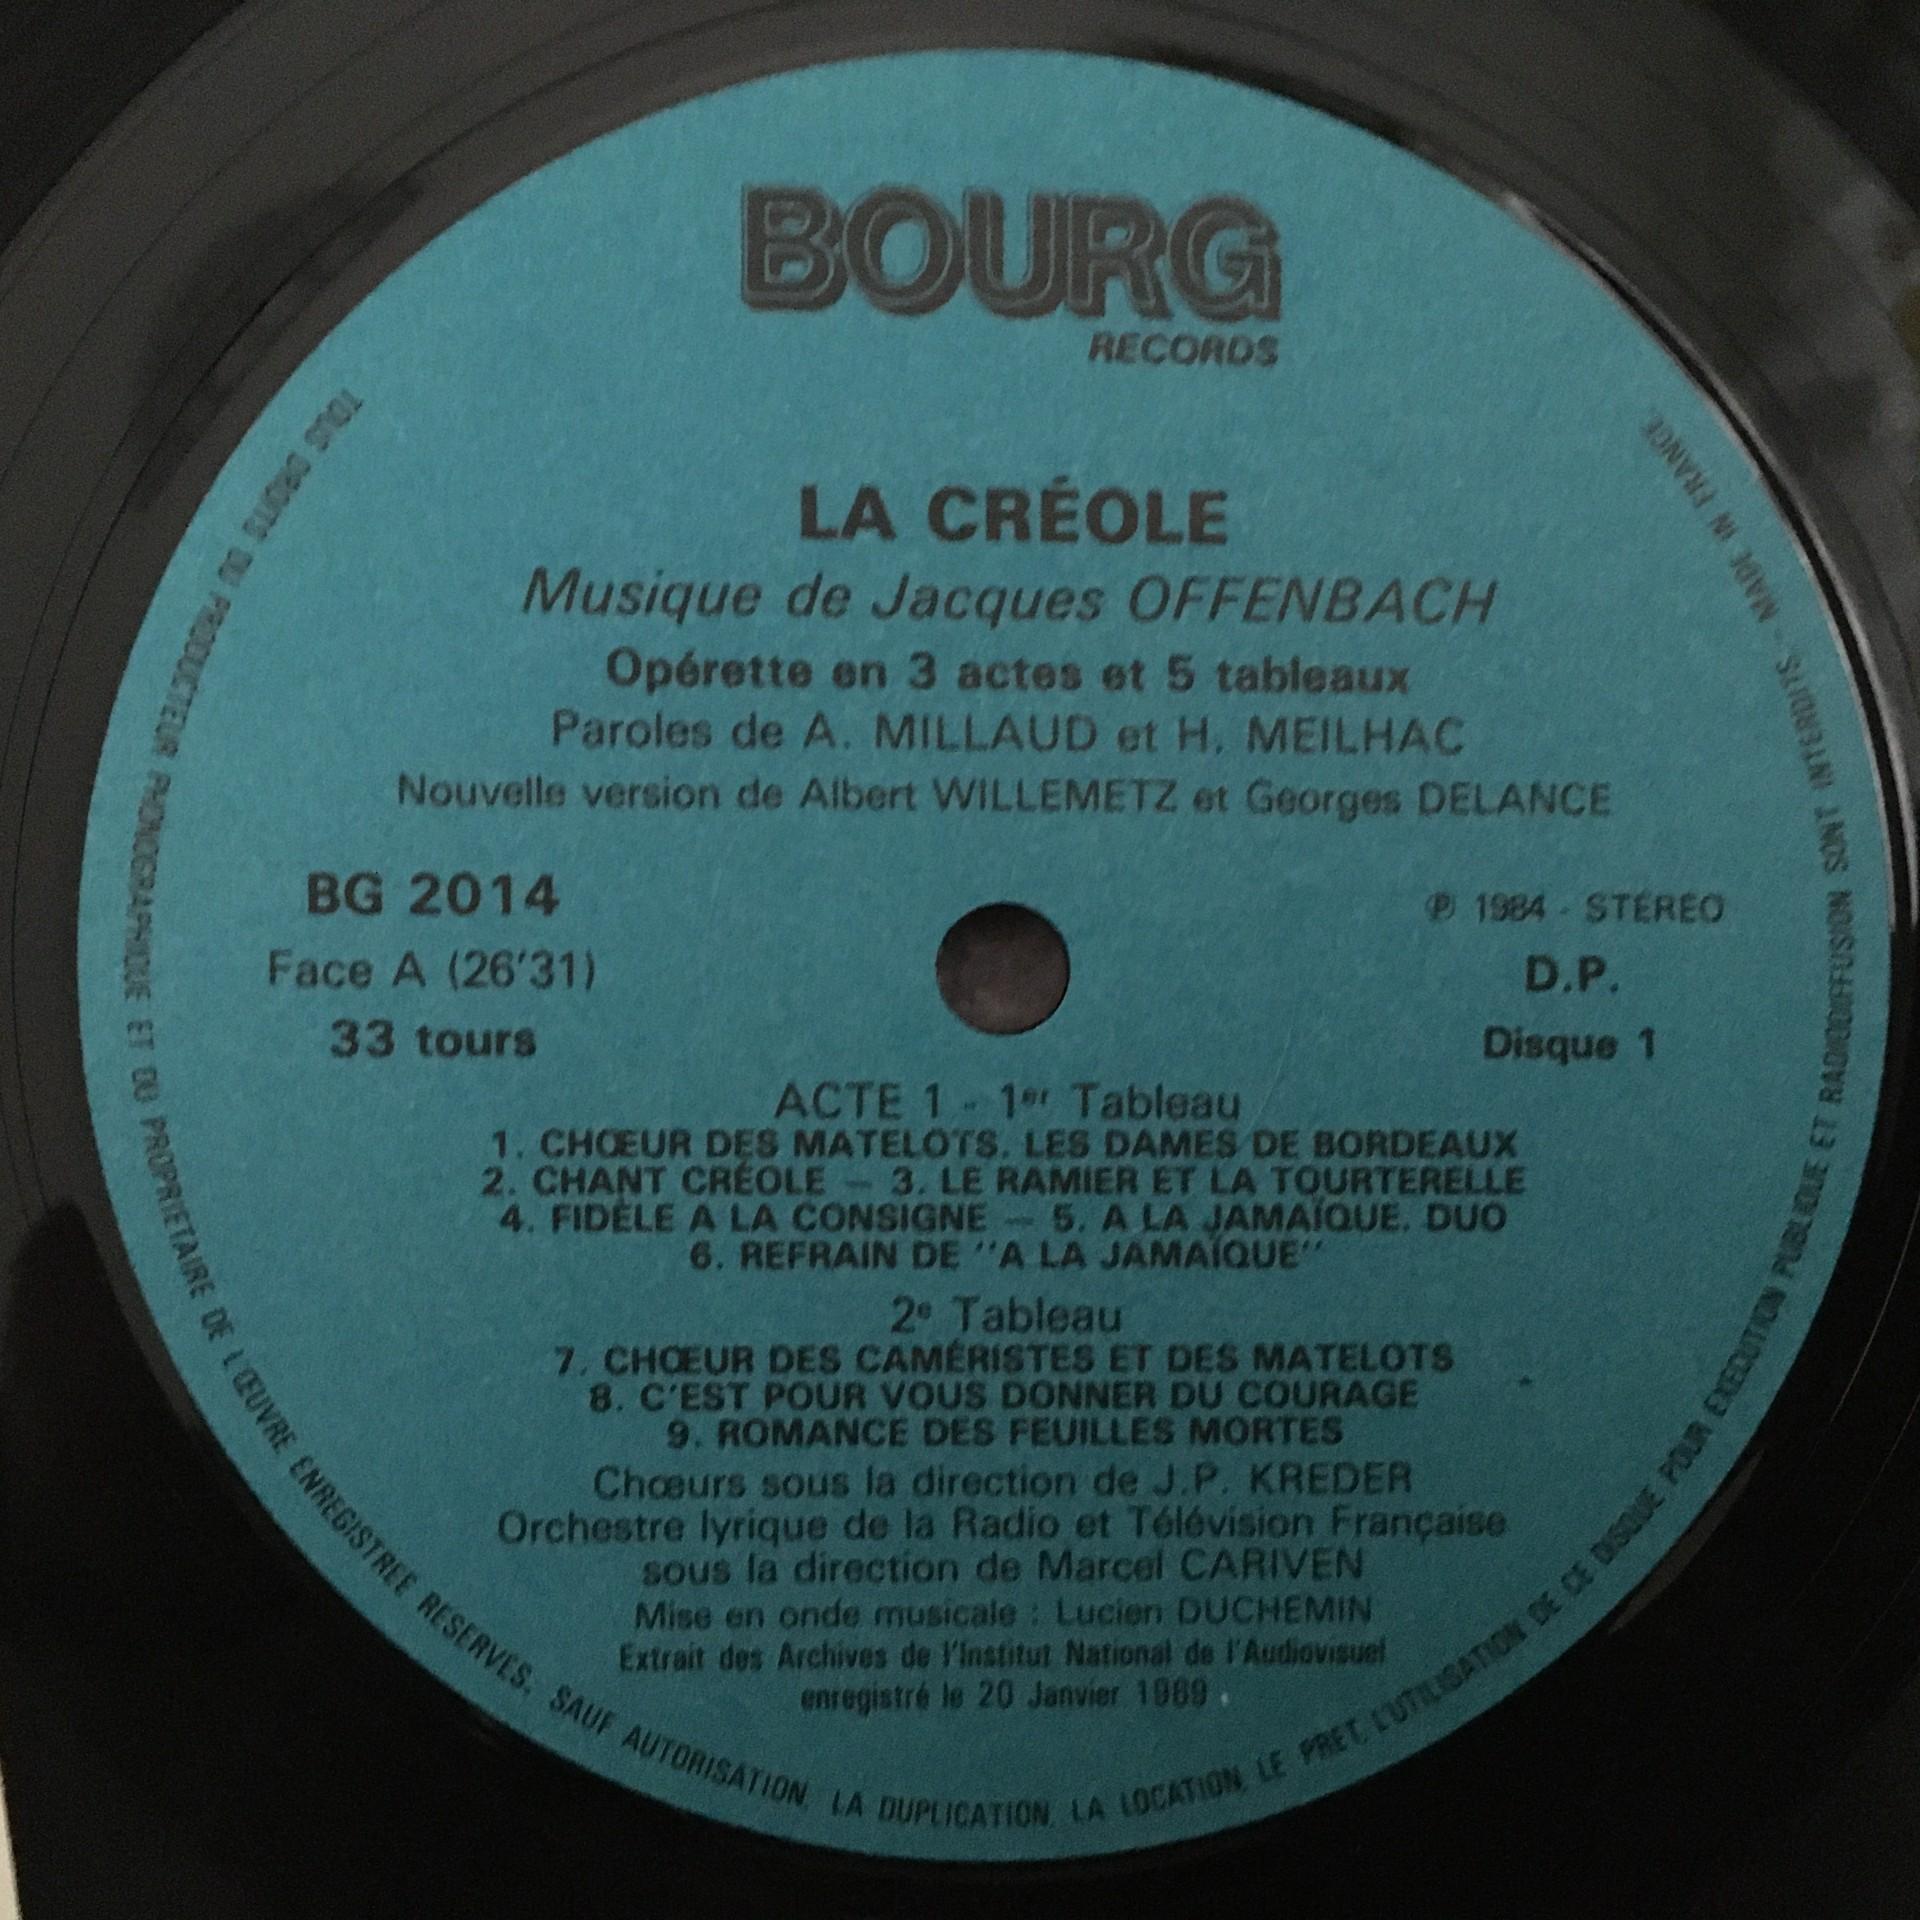 BOURG
RECORDS
LA CRÉOLE
Musique de Jacques OFFENBACH
Opérette en 3 actes et 5 tableaux
Paroles de A. MILLAUD et H. MEILHAC
Nouvelle version de Albert WILLEMETZ et Georges DELANCE
BG 2014
Face A (26'31)
33 tours
℗ 1984 - STÉRÉO
D.P.
Disque 1
ACTE 1 - 1er Tableau
1. CHŒUR DES MATELOTS. LES DAMES DE BORDEAUX
2. CHANT CRÉOLE — 3. LE RAMIER ET LA TOURTERELLE
4. FIDÈLE A LA CONSIGNE — 5. A LA JAMAÏQUE. DUO
6. REFRAIN DE "A LA JAMAÏQUE"
2e Tableau
7. CHŒUR DES CAMÉRISTES ET DES MATELOTS
8. C'EST POUR VOUS DONNER DU COURAGE
9. ROMANCE DES FEUILLES MORTES
Chœurs sous la direction de J.P. KREDER
Orchestre lyrique de la Radio et Télévision Française
sous la direction de Marcel CARIVEN
Mise en onde musicale : Lucien DUCHEMIN
Extrait des Archives de l'Institut National de l'Audiovisuel
enregistré le 20 Janvier 1969.
TOUS DROITS DU PRODUCTEUR PHONOGRAPHIQUE ET DU PROPRIETAIRE DE L'ŒUVRE ENREGISTREE RESERVES. SAUF AUTORISATION, LA DUPLICATION, LA LOCATION, LE PRET, L'UTILISATION DE CE DISQUE POUR EXECUTION PUBLIQUE ET RADIODIFFUSION SONT INTERDITS - MADE IN FRANCE.